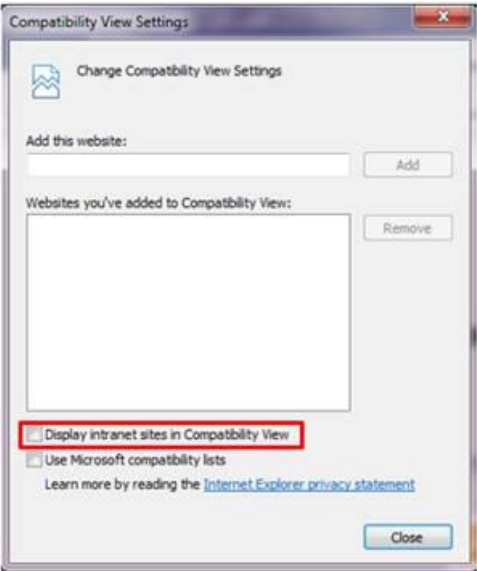 Compatibility View Settings
Change Compatibility View Settings
Add this website:
Add
Websites you've added to Compatibility View:
Remove
Display intranet sites in Compatibility View
Use Microsoft compatibility lists
Learn more by reading the Internet Explorer privacy statement
Close